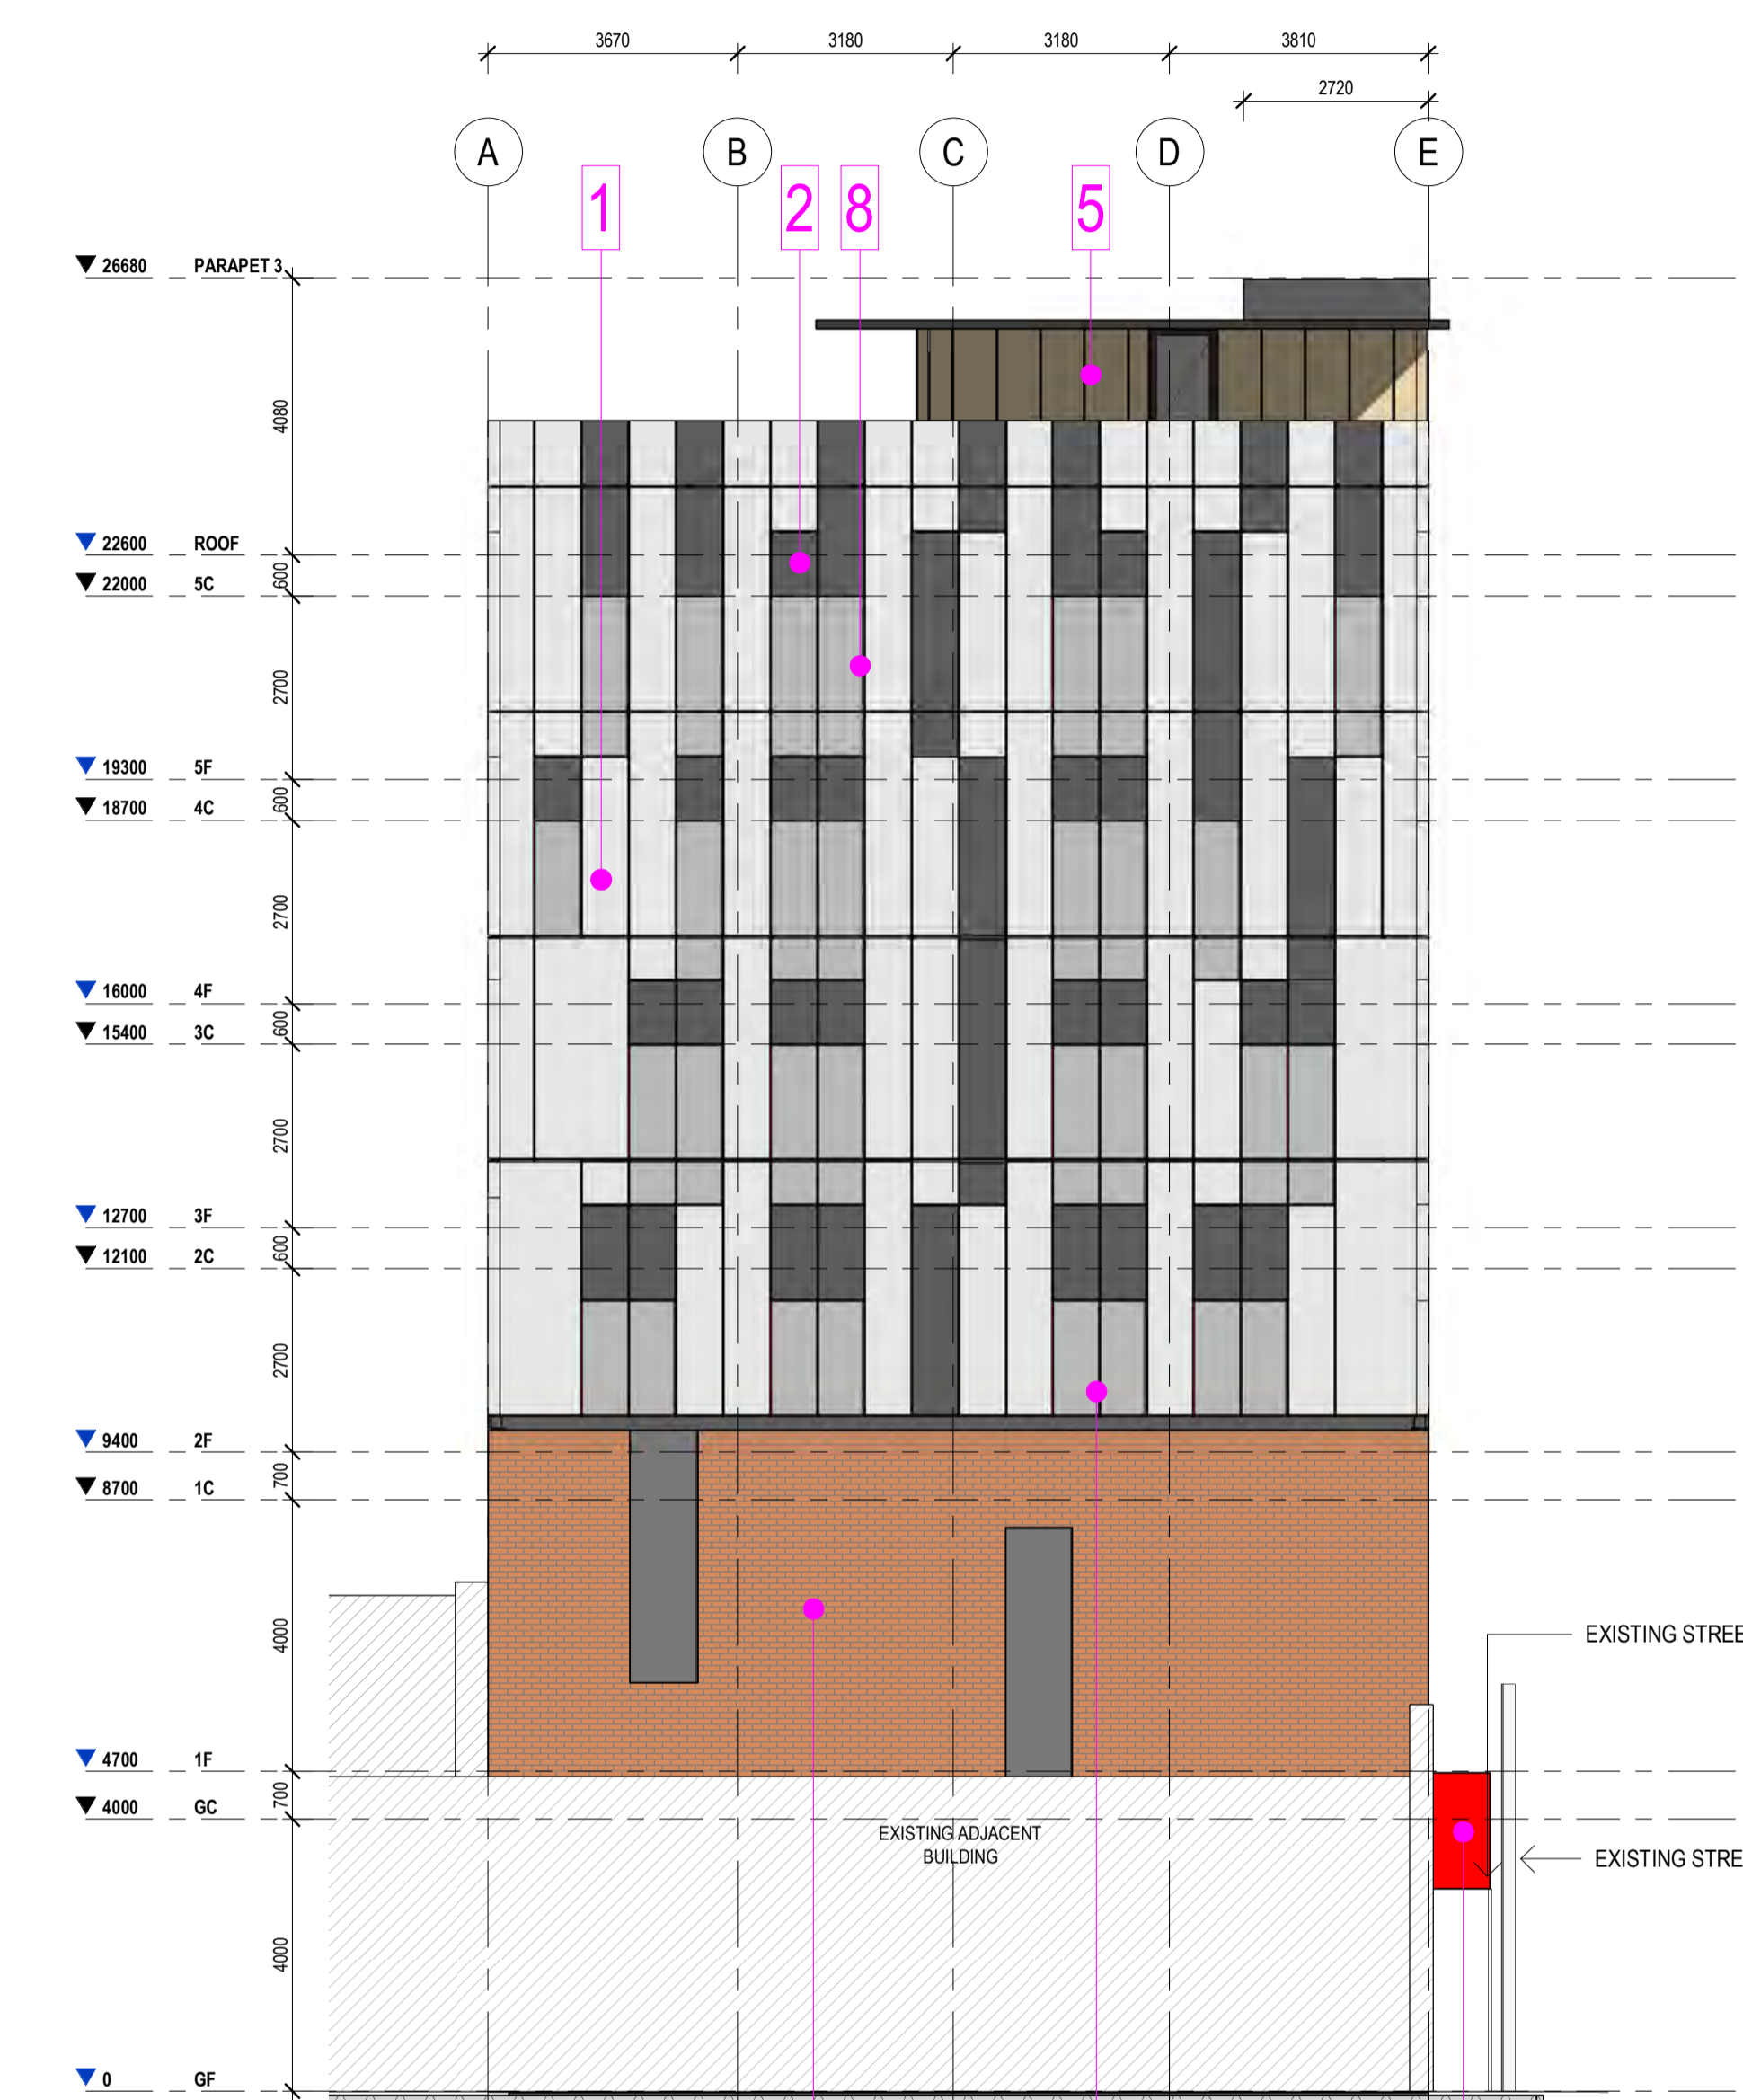 3670 3180 3180 3810
2720
A B C D E
1 2 8 5
26680 PARAPET 3
4080
22600 ROOF
600
22000 5C
2700
19300 5F
600
18700 4C
2700
16000 4F
600
15400 3C
2700
12700 3F
600
12100 2C
2700
9400 2F
700
8700 1C
4000
EXISTING STREE
4700 1F
700
4000 GC
EXISTING ADJACENT
BUILDING
EXISTING STRE
4000
0 GF